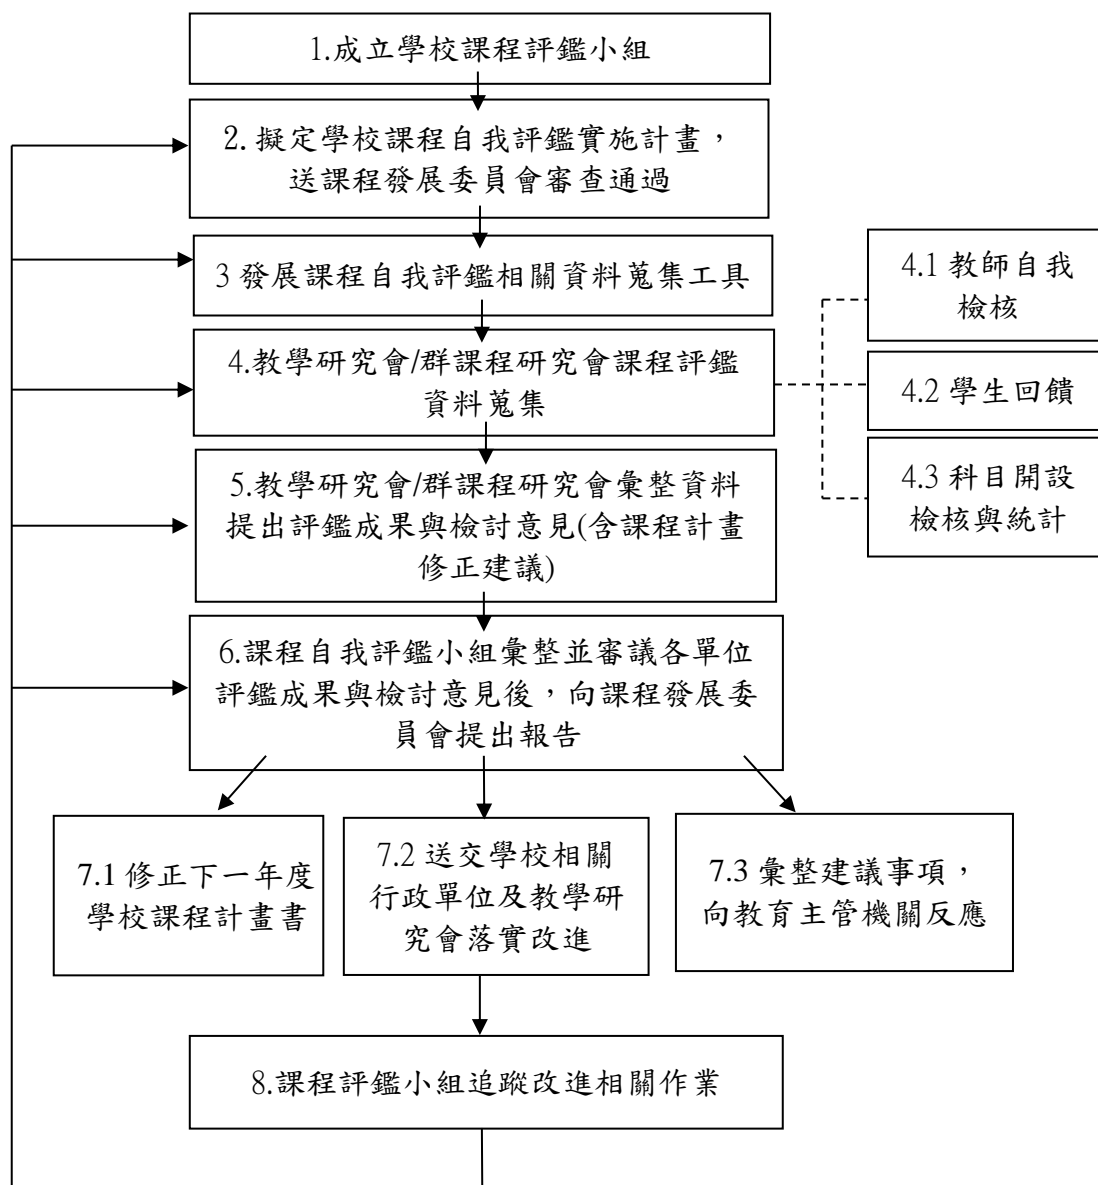 1.成立學校課程評鑑小組
2. 擬定學校課程自我評鑑實施計畫，
送課程發展委員會審查通過
3 發展課程自我評鑑相關資料蒐集工具
4.教學研究會/群課程研究會課程評鑑
資料蒐集
4.1 教師自我
檢核
4.2 學生回饋
4.3 科目開設
檢核與統計
5.教學研究會/群課程研究會彙整資料
提出評鑑成果與檢討意見(含課程計畫
修正建議)
6.課程自我評鑑小組彙整並審議各單位
評鑑成果與檢討意見後，向課程發展委
員會提出報告
7.1 修正下一年度
學校課程計畫書
7.2 送交學校相關
行政單位及教學研
究會落實改進
7.3 彙整建議事項，
向教育主管機關反應
8.課程評鑑小組追蹤改進相關作業